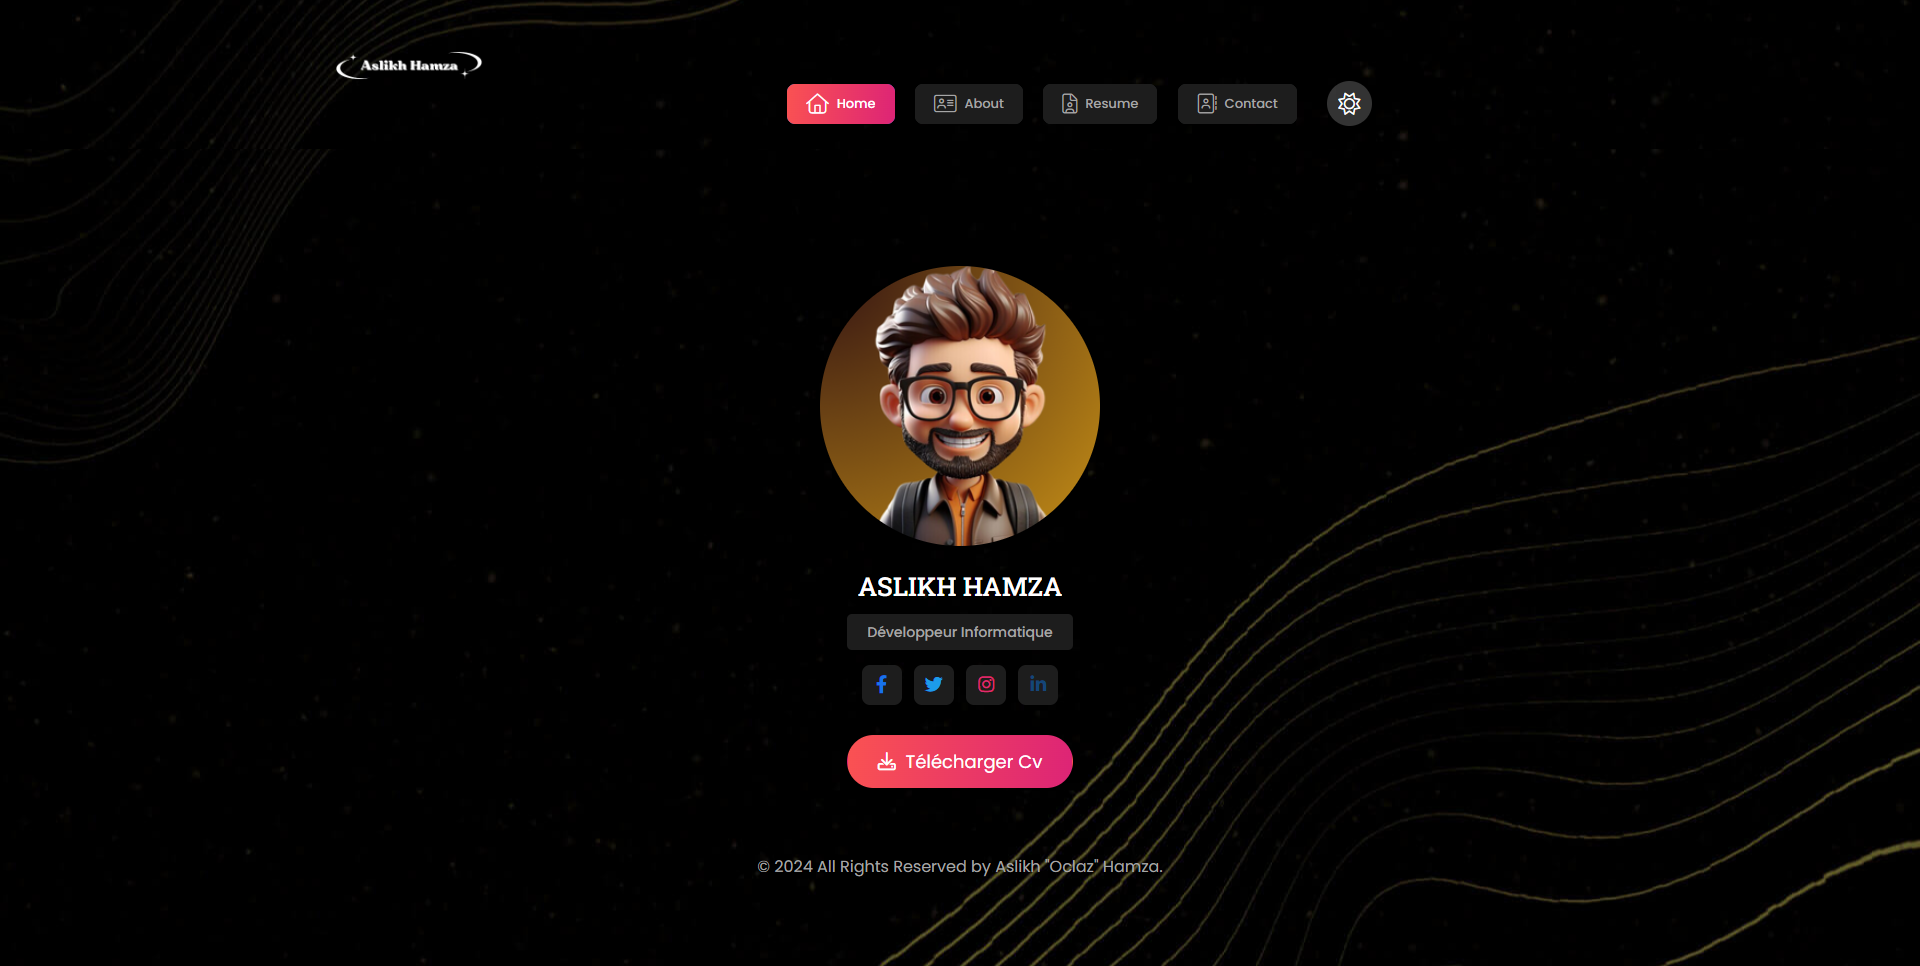 Aslikh Hamza
Home
About
Resume
Contact
ASLIKH HAMZA
Développeur Informatique
Télécharger Cv
© 2024 All Rights Reserved by Aslikh "Oclaz" Hamza.